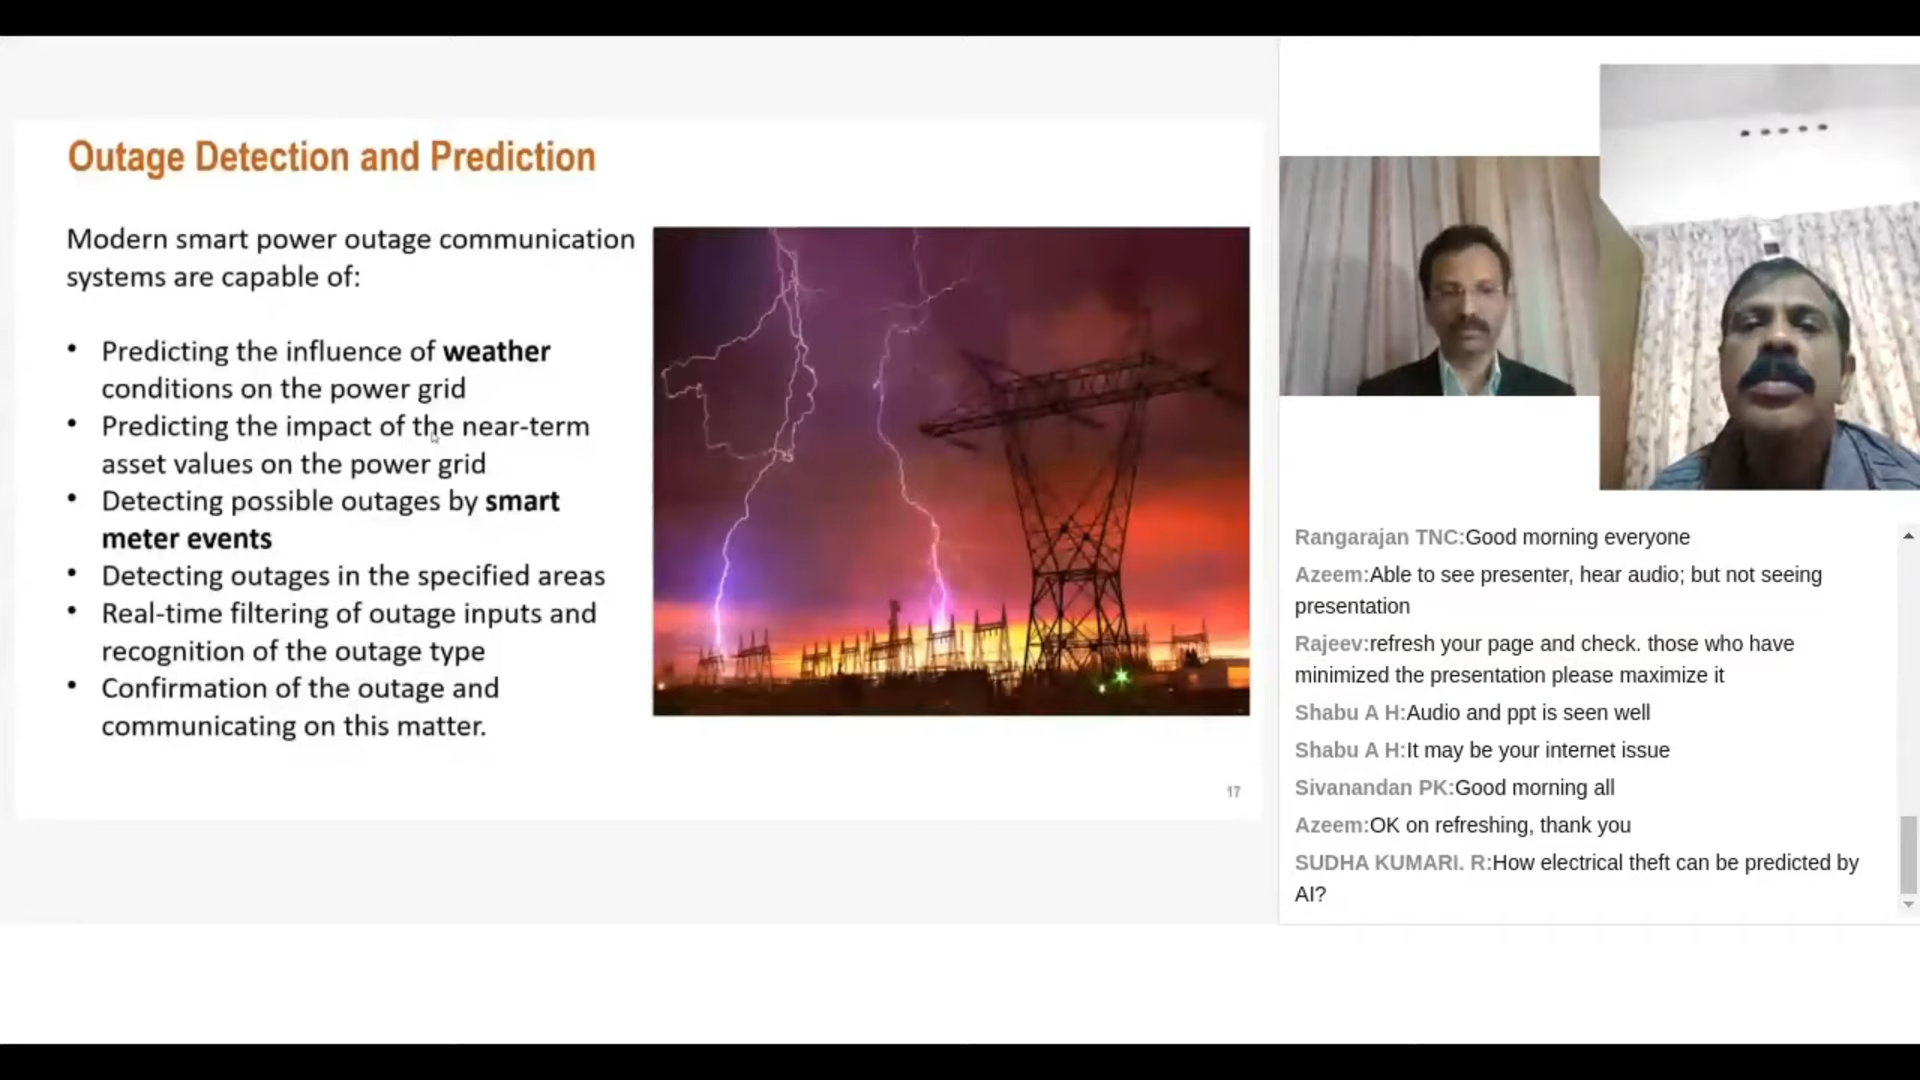 Outage Detection and Prediction
Modern smart power outage communication
systems are capable of:
• Predicting the influence of weather
conditions on the power grid
• Predicting the impact of the near-term
asset values on the power grid
• Detecting possible outages by smart
meter events
• Detecting outages in the specified areas
• Real-time filtering of outage inputs and
recognition of the outage type
• Confirmation of the outage and
communicating on this matter.
17
Rangarajan TNC:Good morning everyone
Azeem:Able to see presenter, hear audio; but not seeing
presentation
Rajeev:refresh your page and check. those who have
minimized the presentation please maximize it
Shabu A H:Audio and ppt is seen well
Shabu A H:It may be your internet issue
Sivanandan PK:Good morning all
Azeem:OK on refreshing, thank you
SUDHA KUMARI. R:How electrical theft can be predicted by
AI?